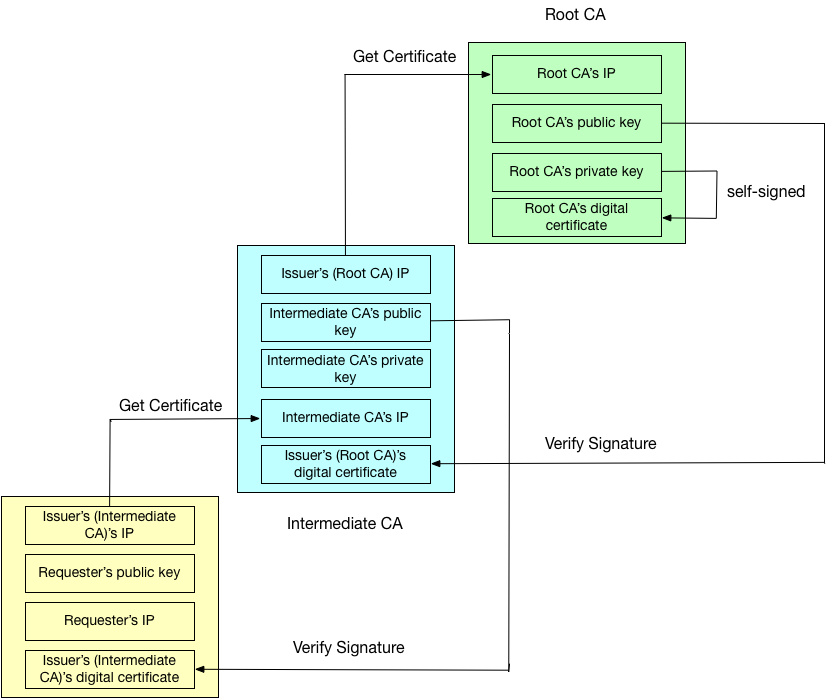 Root CA
Get Certificate
Root CA's IP
Root CA’s public key
Root CA’s private key
self-signed
Root CA’s digital
certificate
Issuer’s (Root CA) IP
Intermediate CA’s public
key
Intermediate CA’s private
key
Get Certificate
Intermediate CA’s IP
Verify Signature
Issuer’s (Root CA)’s
digital certificate
Intermediate CA
Issuer’s (Intermediate
CA)’s IP
Requester’s public key
Requester’s IP
Verify Signature
Issuer’s (Intermediate
CA)’s digital certificate